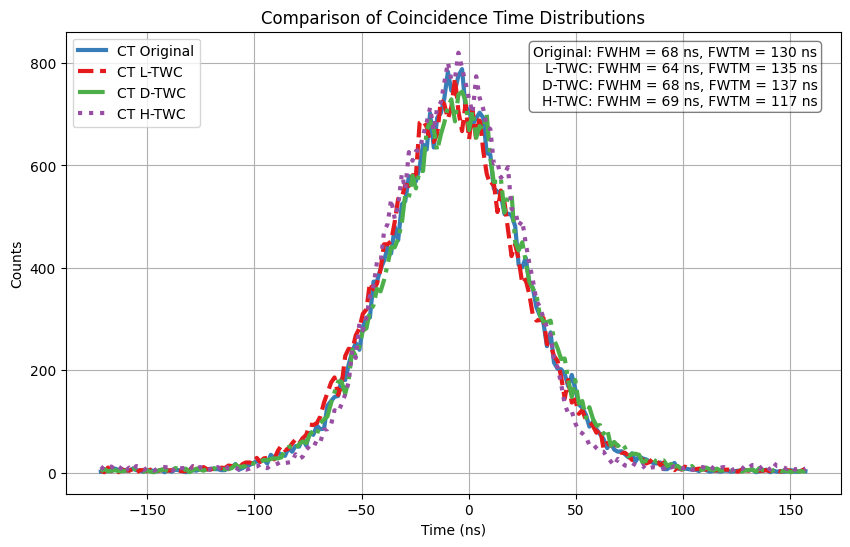 Comparison of Coincidence Time Distributions
CT Original
CT L-TWC
CT D-TWC
CT H-TWC
Original: FWHM = 68 ns, FWTM = 130 ns
L-TWC: FWHM = 64 ns, FWTM = 135 ns
D-TWC: FWHM = 68 ns, FWTM = 137 ns
H-TWC: FWHM = 69 ns, FWTM = 117 ns
Counts
800
600
400
200
0
−150
−100
−50
0
50
100
150
Time (ns)